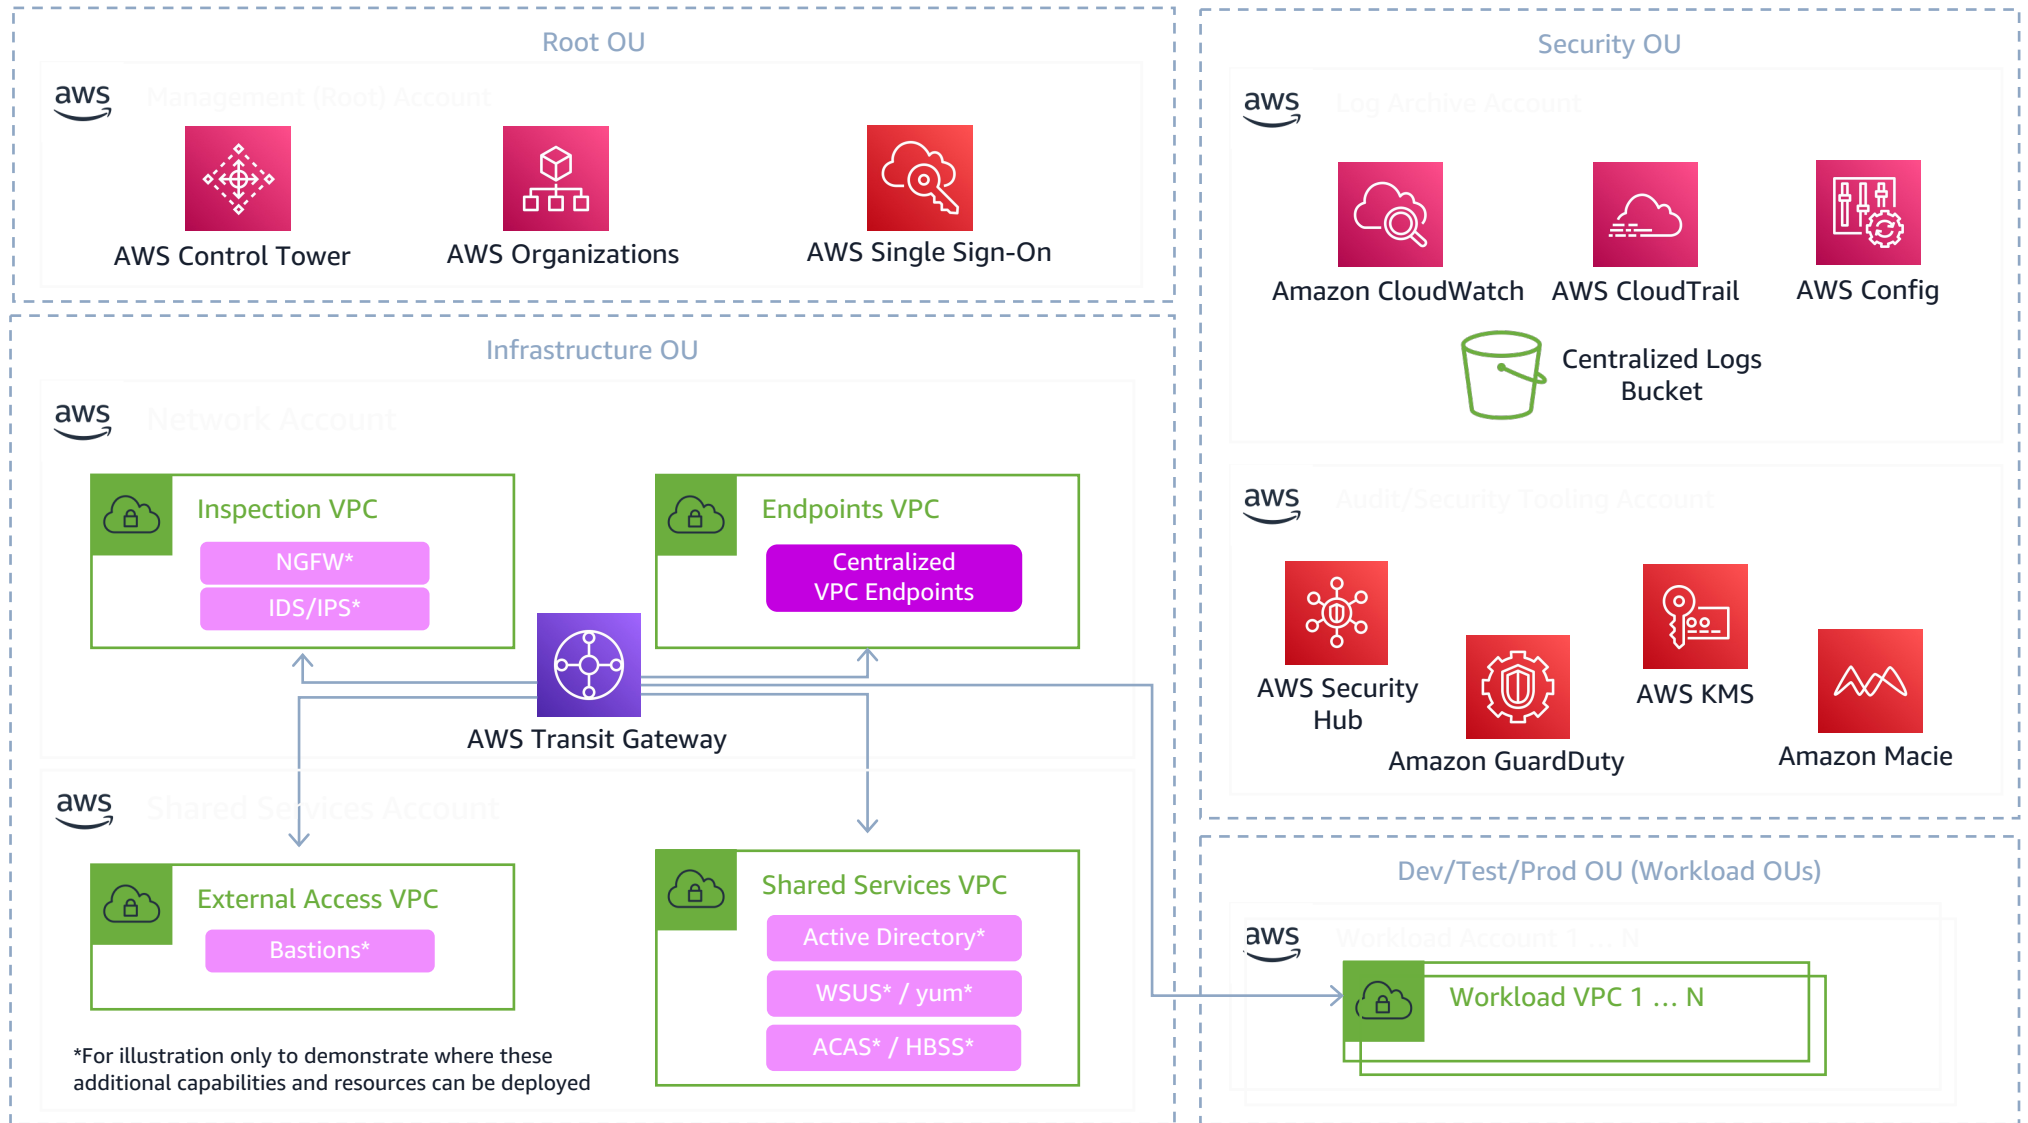 Root OU
aws
Management (Root) Account
AWS Control Tower
AWS Organizations
AWS Single Sign-On
Infrastructure OU
aws
Network Account
Inspection VPC
NGFW*
IDS/IPS*
Endpoints VPC
Centralized
VPC Endpoints
AWS Transit Gateway
aws
Shared Services Account
External Access VPC
Bastions*
Shared Services VPC
Active Directory*
WSUS* / yum*
ACAS* / HBSS*
*For illustration only to demonstrate where these
additional capabilities and resources can be deployed
Security OU
aws
Log Archive Account
Amazon CloudWatch
AWS CloudTrail
AWS Config
Centralized Logs
Bucket
aws
Audit/Security Tooling Account
AWS Security
Hub
Amazon GuardDuty
AWS KMS
Amazon Macie
Dev/Test/Prod OU (Workload OUs)
aws
Workload Account 1 ... N
Workload VPC 1 ... N